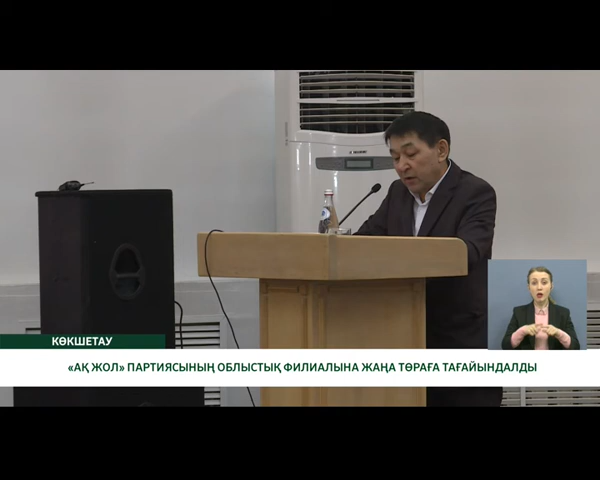 КӨКШЕТАУ
«АҚ ЖОЛ» ПАРТИЯСЫНЫҢ ОБЛЫСТЫҚ ФИЛИАЛЫНА ЖАҢА ТӨРАҒА ТАҒАЙЫНДАЛДЫ